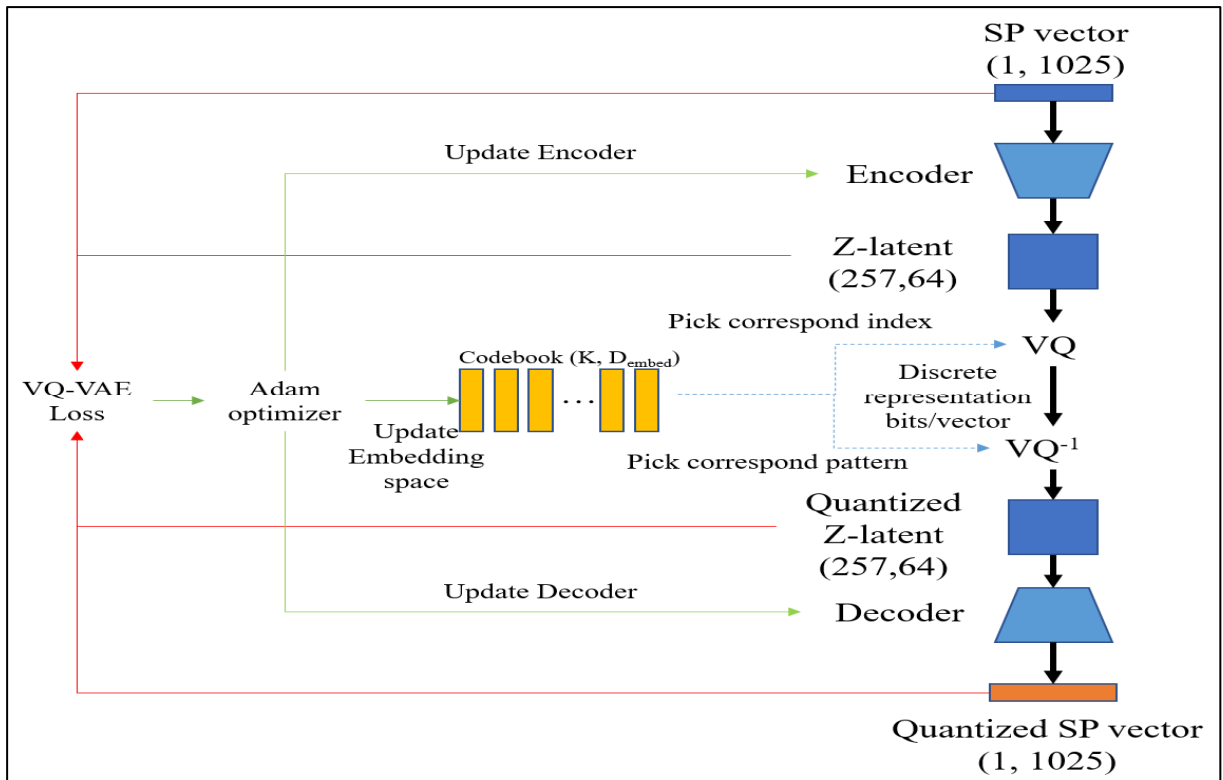 SP vector
(1, 1025)
Update Encoder
Encoder
Z-latent
(257,64)
Pick correspond index
VQ
Codebook (K, D_embed)
VQ-VAE
Loss
Adam
optimizer
...
Discrete
representation
bits/vector
Update
Embedding
space
Pick correspond pattern
VQ⁻¹
Quantized
Z-latent
(257,64)
Update Decoder
Decoder
Quantized SP vector
(1, 1025)